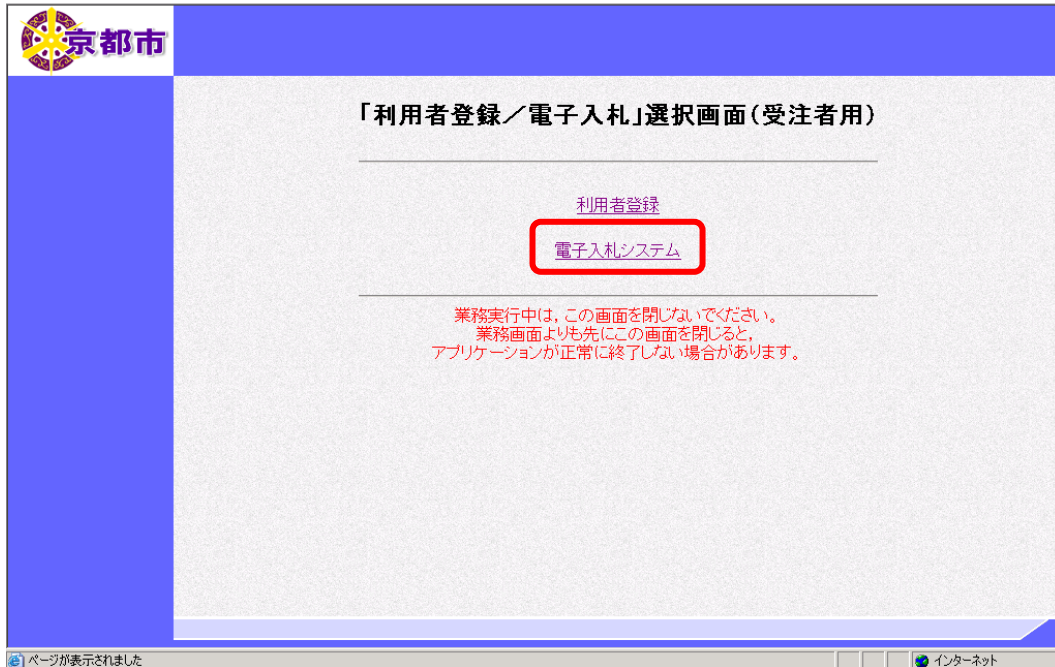 京都市
「利用者登録／電子入札」選択画面(受注者用)
利用者登録
電子入札システム
業務実行中は，この画面を閉じないでください。
業務画面よりも先にこの画面を閉じると，
アプリケーションが正常に終了しない場合があります。
ページが表示されました
インターネット